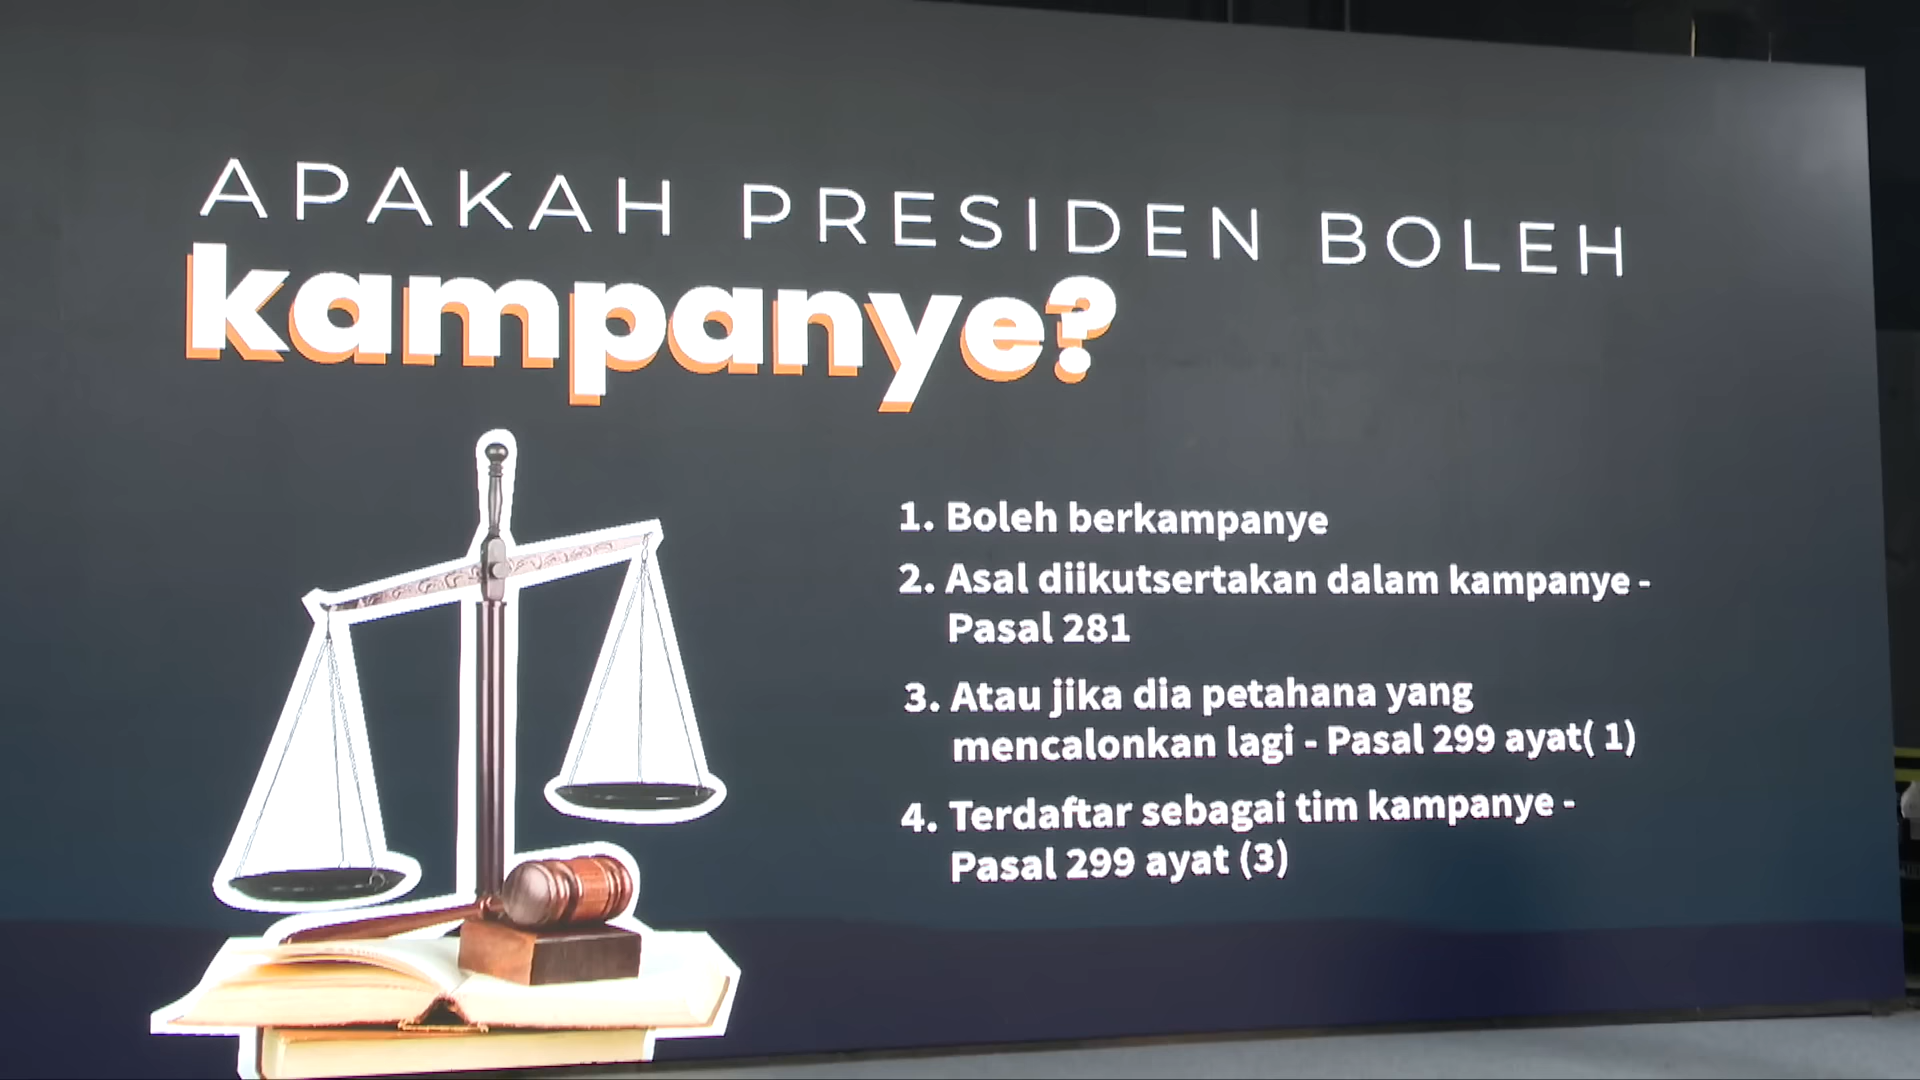 APAKAH PRESIDEN BOLEH
kampanye?
1. Boleh berkampanye
2. Asal diikutsertakan dalam kampanye -
Pasal 281
3. Atau jika dia petahana yang
mencalonkan lagi - Pasal 299 ayat( 1)
4. Terdaftar sebagai tim kampanye -
Pasal 299 ayat (3)